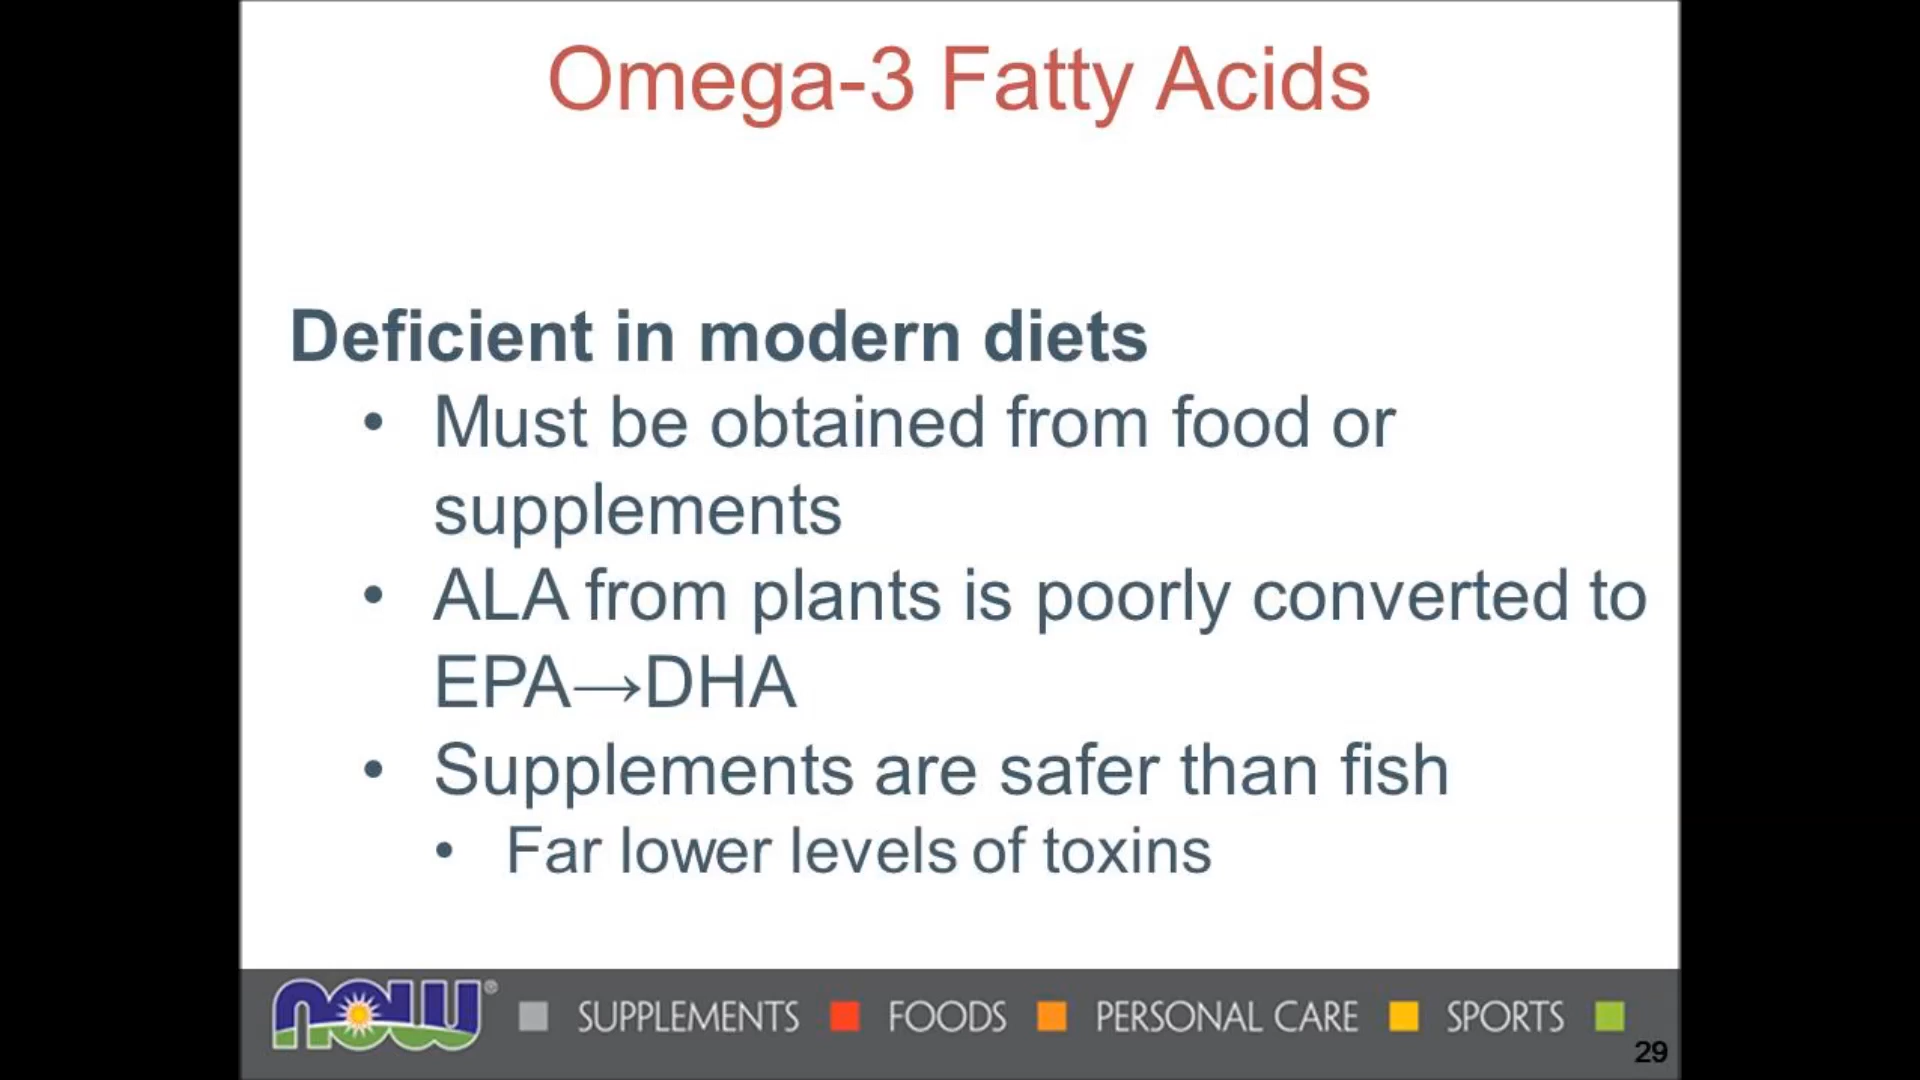 Omega-3 Fatty Acids
Deficient in modern diets
• Must be obtained from food or
supplements
• ALA from plants is poorly converted to
EPA→DHA
• Supplements are safer than fish
• Far lower levels of toxins
NOW® SUPPLEMENTS FOODS PERSONAL CARE SPORTS
29